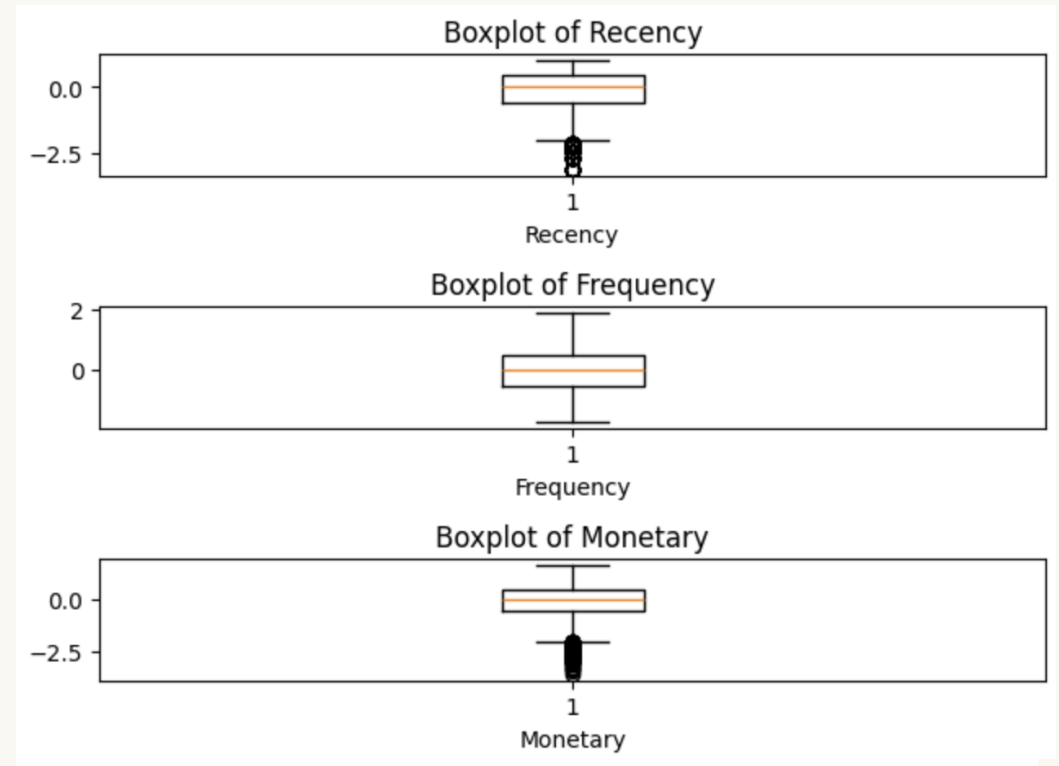 Boxplot of Recency
0.0
−2.5
1
Recency
Boxplot of Frequency
2
0
1
Frequency
Boxplot of Monetary
0.0
−2.5
1
Monetary